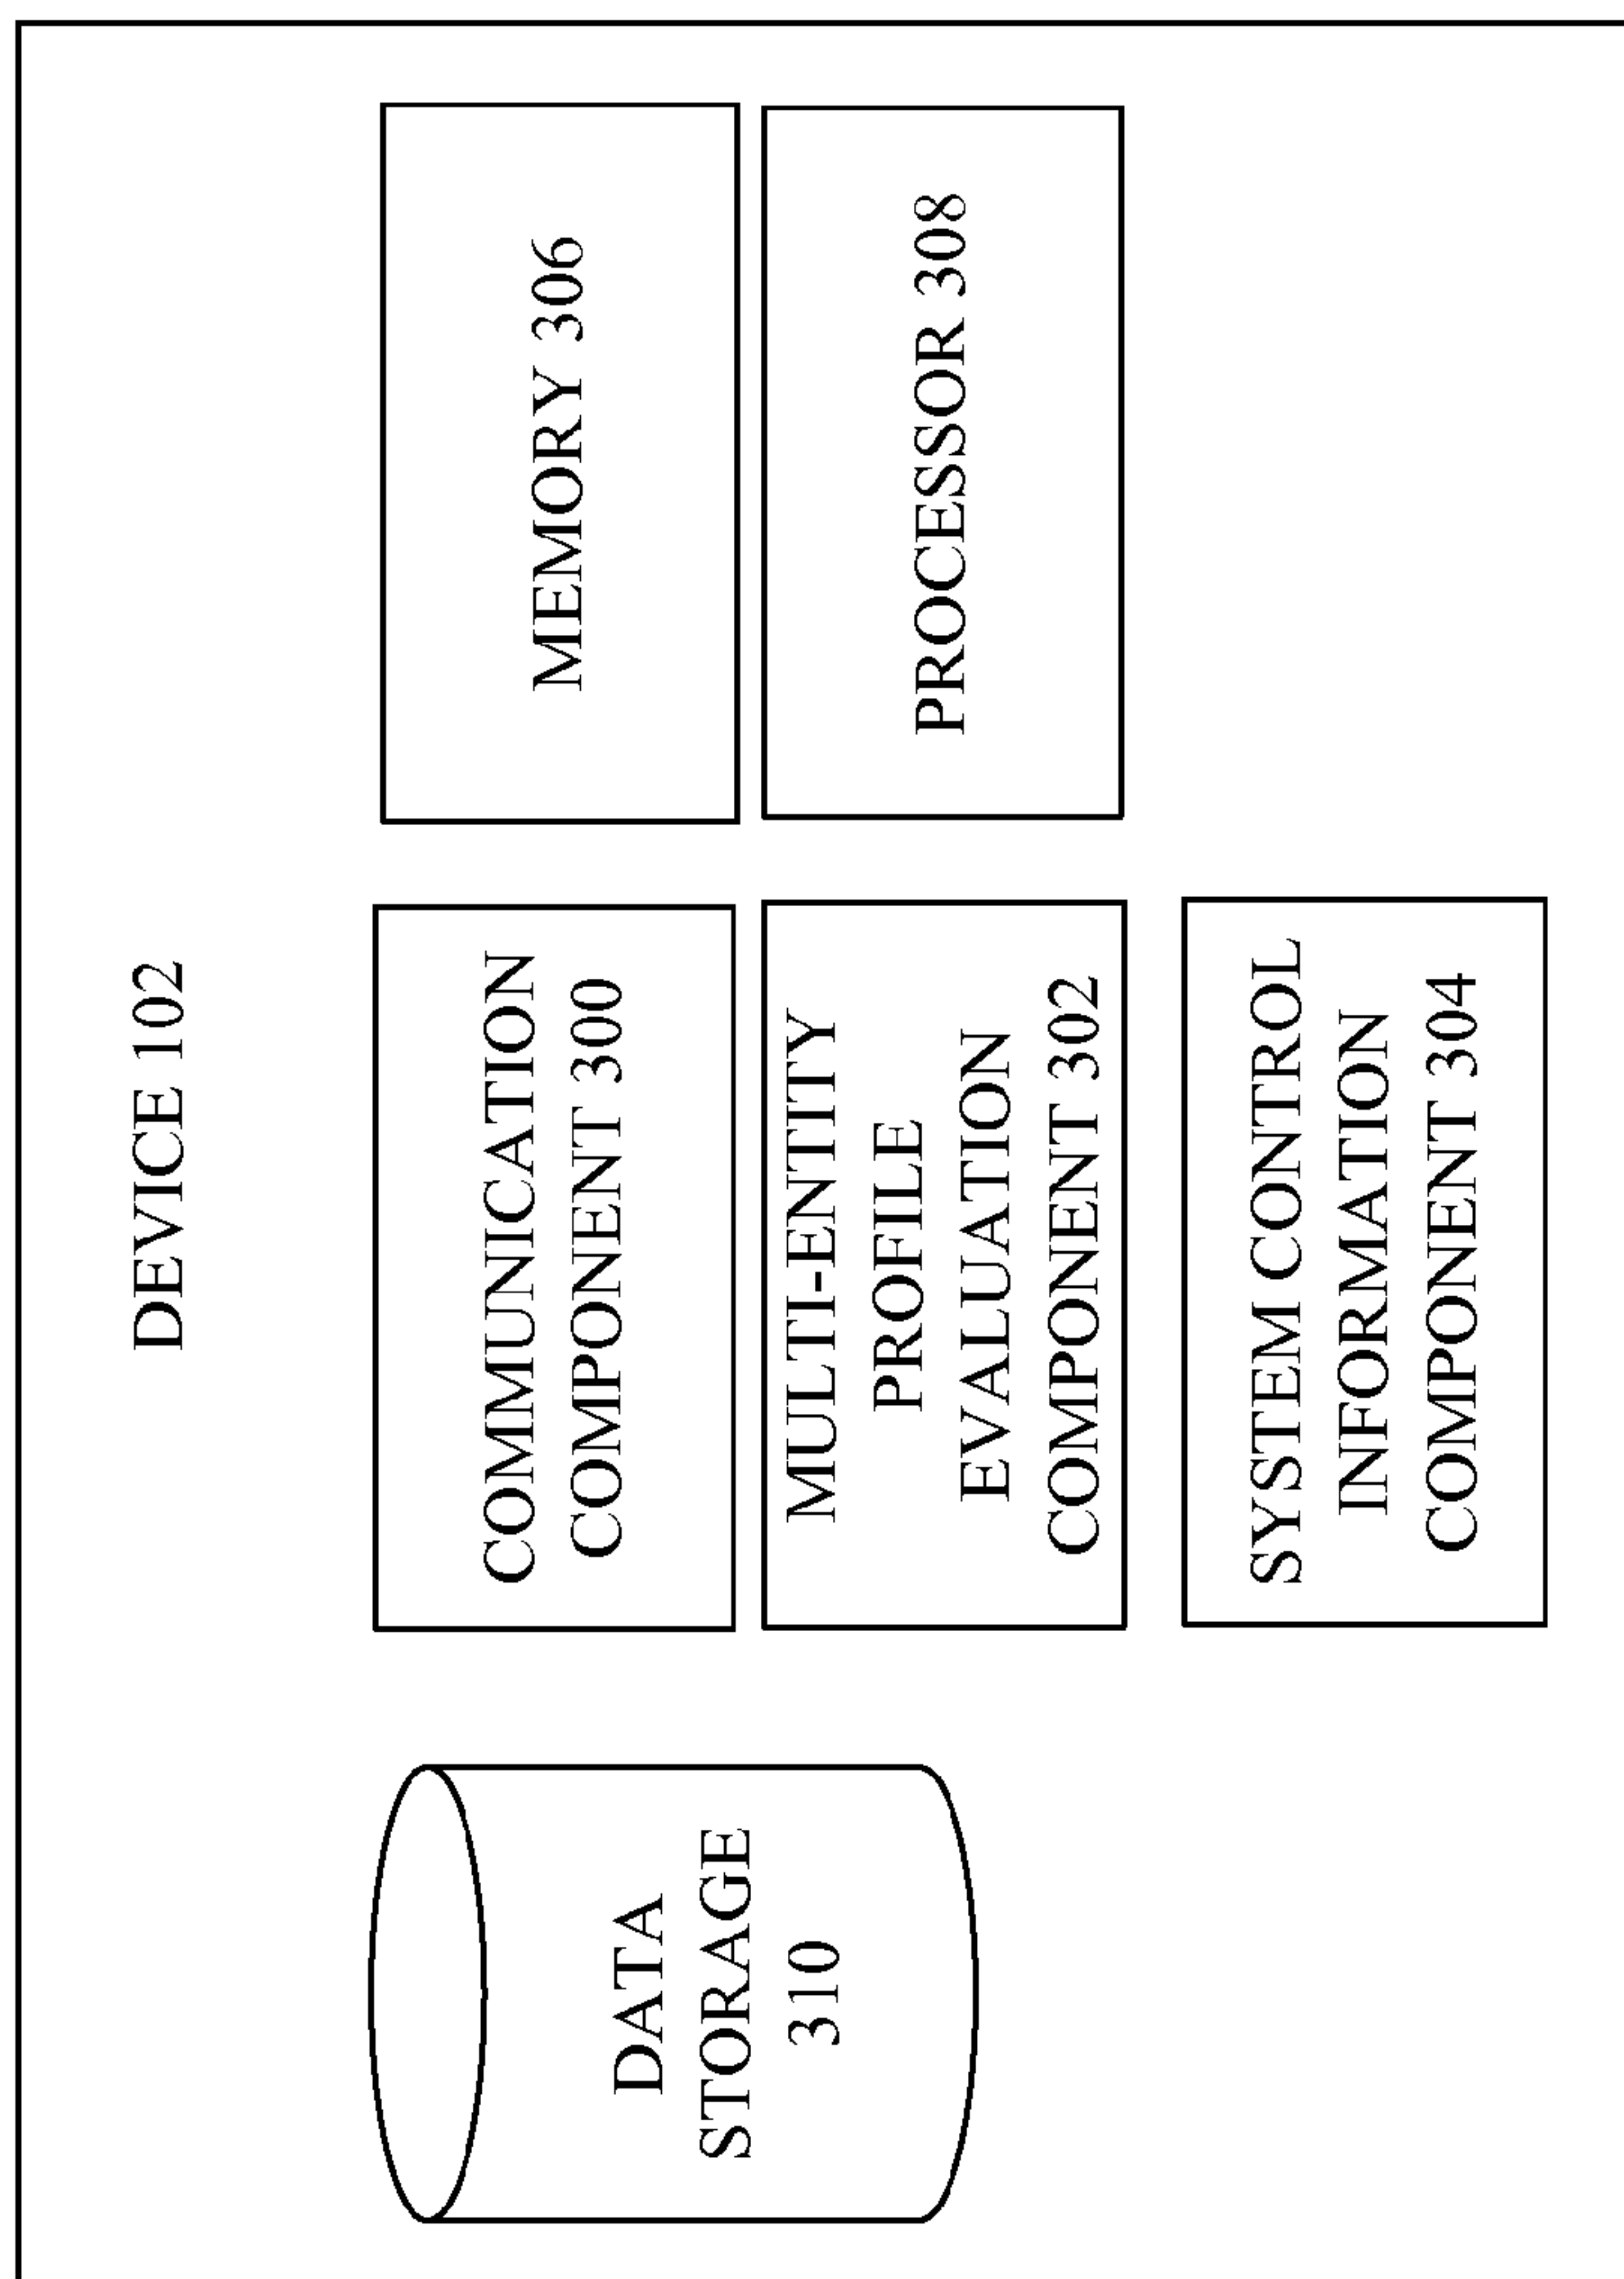 DEVICE 102
DATA
STORAGE
310
COMMUNICATION
COMPONENT 300
MULTI-ENTITY
PROFILE
EVALUATION
COMPONENT 302
SYSTEM CONTROL
INFORMATION
COMPONENT 304
MEMORY 306
PROCESSOR 308